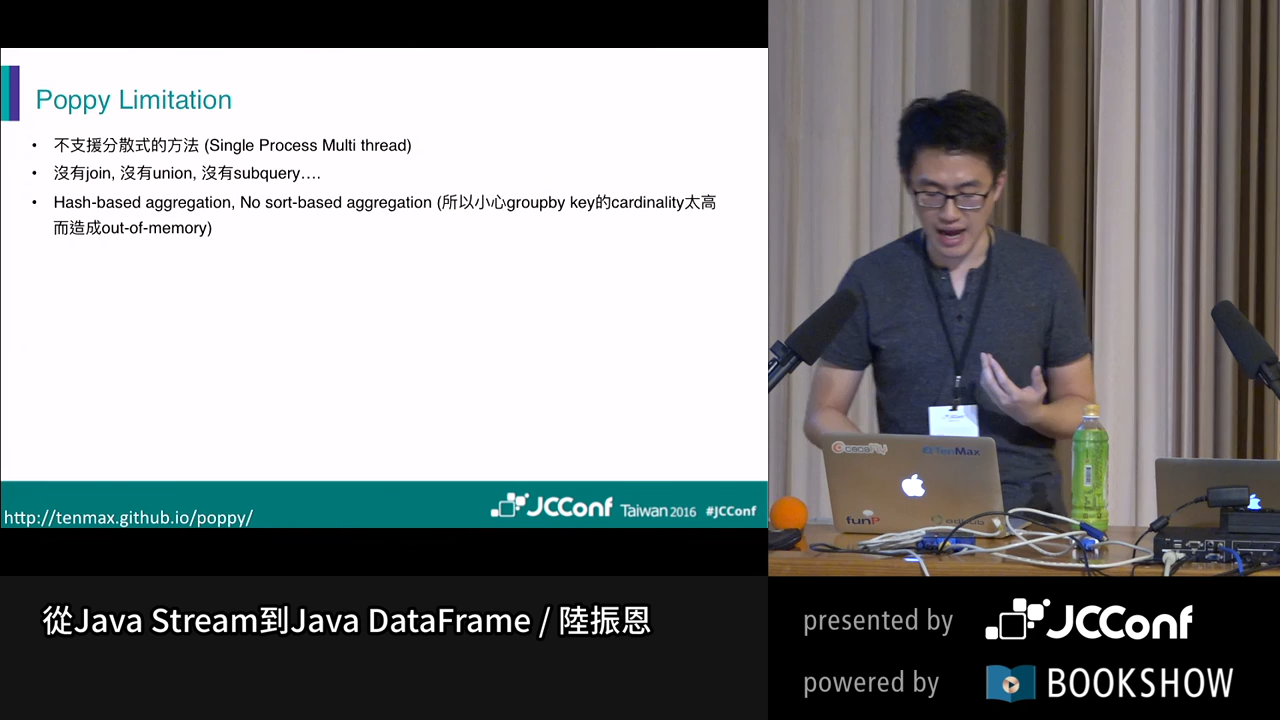 Poppy Limitation
• 不支援分散式的方法 (Single Process Multi thread)
• 沒有join, 沒有union, 沒有subquery….
• Hash-based aggregation, No sort-based aggregation (所以小心groupby key的cardinality太高
而造成out-of-memory)
http://tenmax.github.io/poppy/
JCConf Taiwan 2016 #JCConf
TenMax
funP
從Java Stream到Java DataFrame / 陸振恩
presented by JCConf
powered by BOOKSHOW